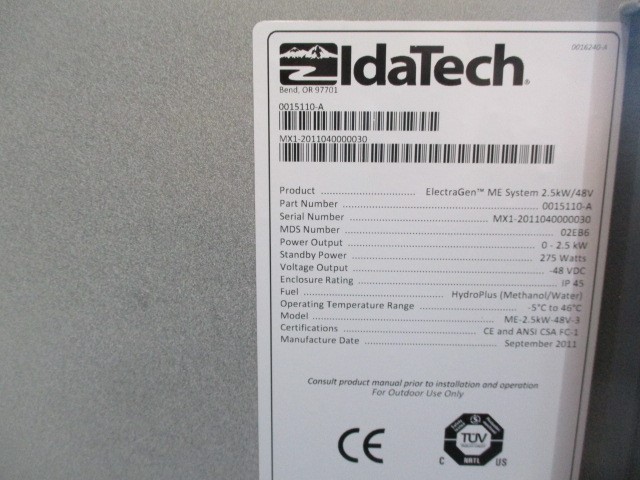 0016240-A
IdaTech®
Bend, OR 97701
0015110-A
MX1-2011040000030
Product ElectraGen™ ME System 2.5kW/48V
Part Number 0015110-A
Serial Number MX1-2011040000030
MDS Number 02EB6
Power Output 0 - 2.5 kW
Standby Power 275 Watts
Voltage Output -48 VDC
Enclosure Rating IP 45
Fuel HydroPlus (Methanol/Water)
Operating Temperature Range -5°C to 46°C
Model ME-2.5kW-48V-3
Certifications CE and ANSI CSA FC-1
Manufacture Date September 2011
Consult product manual prior to installation and operation
For Outdoor Use Only
CE
TÜV
C NRTL US